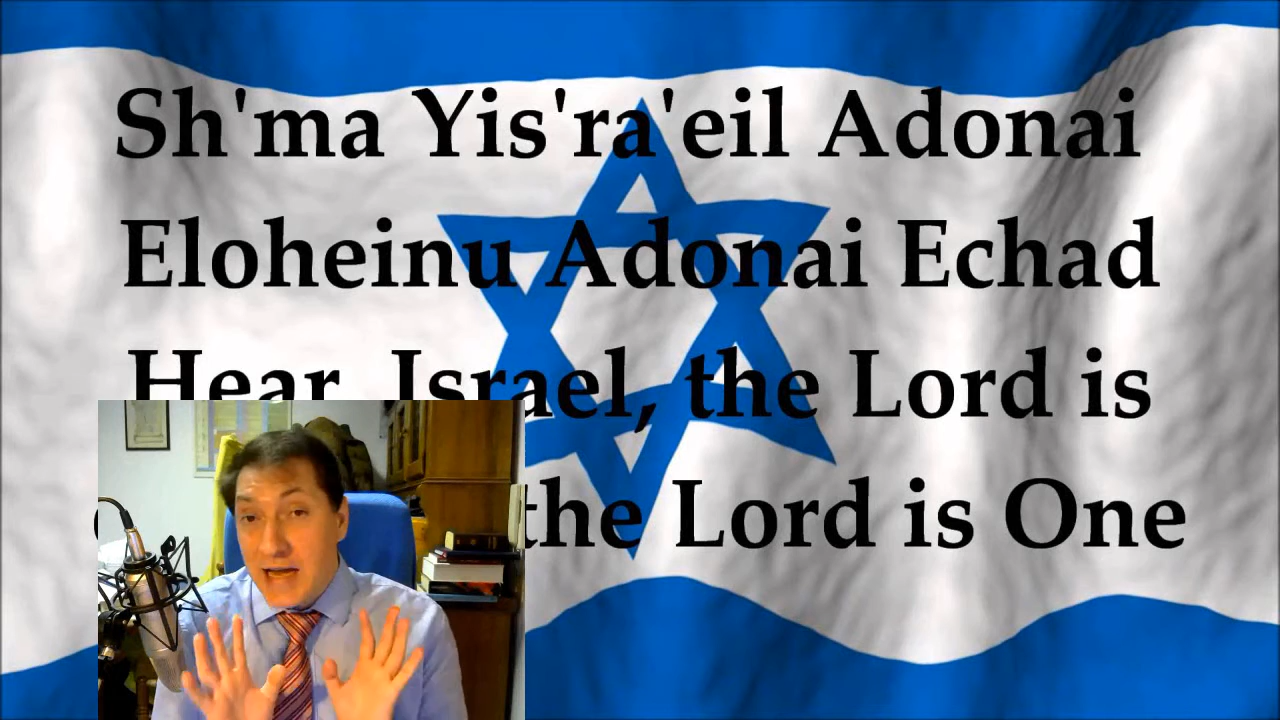 Sh'ma Yis'ra'eil Adonai
Eloheinu Adonai Echad
Hear, Israel, the Lord is
the Lord is One